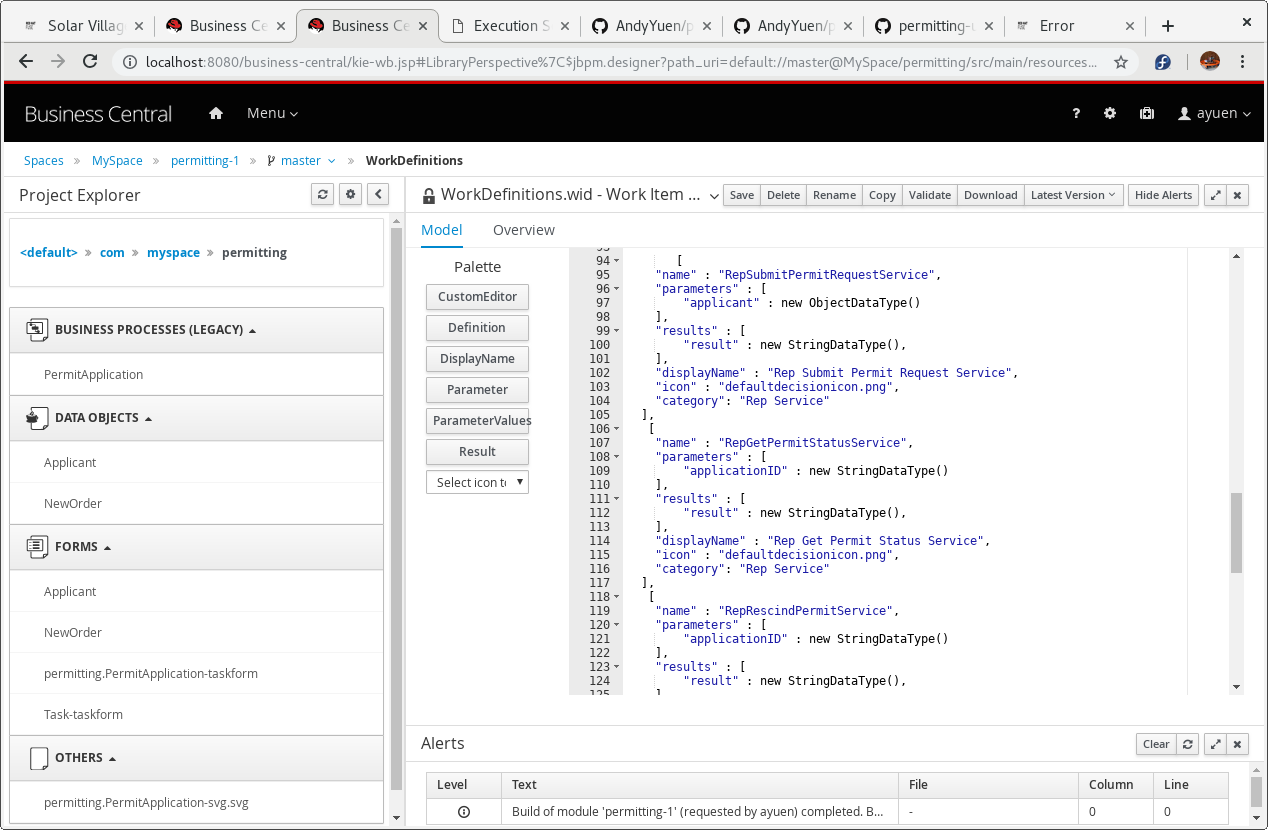 Solar Villag
Business Ce
Business Ce
Execution S
AndyYuen/p
AndyYuen/p
permitting-u
Error
localhost:8080/business-central/kie-wb.jsp#LibraryPerspective%7C$jbpm.designer?path_uri=default://master@MySpace/permitting/src/main/resources...
Business Central
Menu
?
ayuen
Spaces » MySpace » permitting-1 » master » WorkDefinitions
Project Explorer
<default> » com » myspace » permitting
BUSINESS PROCESSES (LEGACY)
PermitApplication
DATA OBJECTS
Applicant
NewOrder
FORMS
Applicant
NewOrder
permitting.PermitApplication-taskform
Task-taskform
OTHERS
permitting.PermitApplication-svg.svg
WorkDefinitions.wid - Work Item ...
Save Delete Rename Copy Validate Download Latest Version Hide Alerts
Model Overview
Palette
CustomEditor
Definition
DisplayName
Parameter
ParameterValues
Result
Select icon to
93
94 [
95 "name" : "RepSubmitPermitRequestService",
96 "parameters" : [
97 "applicant" : new ObjectDataType()
98 ],
99 "results" : [
100 "result" : new StringDataType(),
101 ],
102 "displayName" : "Rep Submit Permit Request Service",
103 "icon" : "defaultdecisionicon.png",
104 "category": "Rep Service"
105 ],
106 [
107 "name" : "RepGetPermitStatusService",
108 "parameters" : [
109 "applicationID" : new StringDataType()
110 ],
111 "results" : [
112 "result" : new StringDataType(),
113 ],
114 "displayName" : "Rep Get Permit Status Service",
115 "icon" : "defaultdecisionicon.png",
116 "category": "Rep Service"
117 ],
118 [
119 "name" : "RepRescindPermitService",
120 "parameters" : [
121 "applicationID" : new StringDataType()
122 ],
123 "results" : [
124 "result" : new StringDataType(),
125 ]
Alerts
Clear
Level Text File Column Line
Build of module 'permitting-1' (requested by ayuen) completed. B... - 0 0